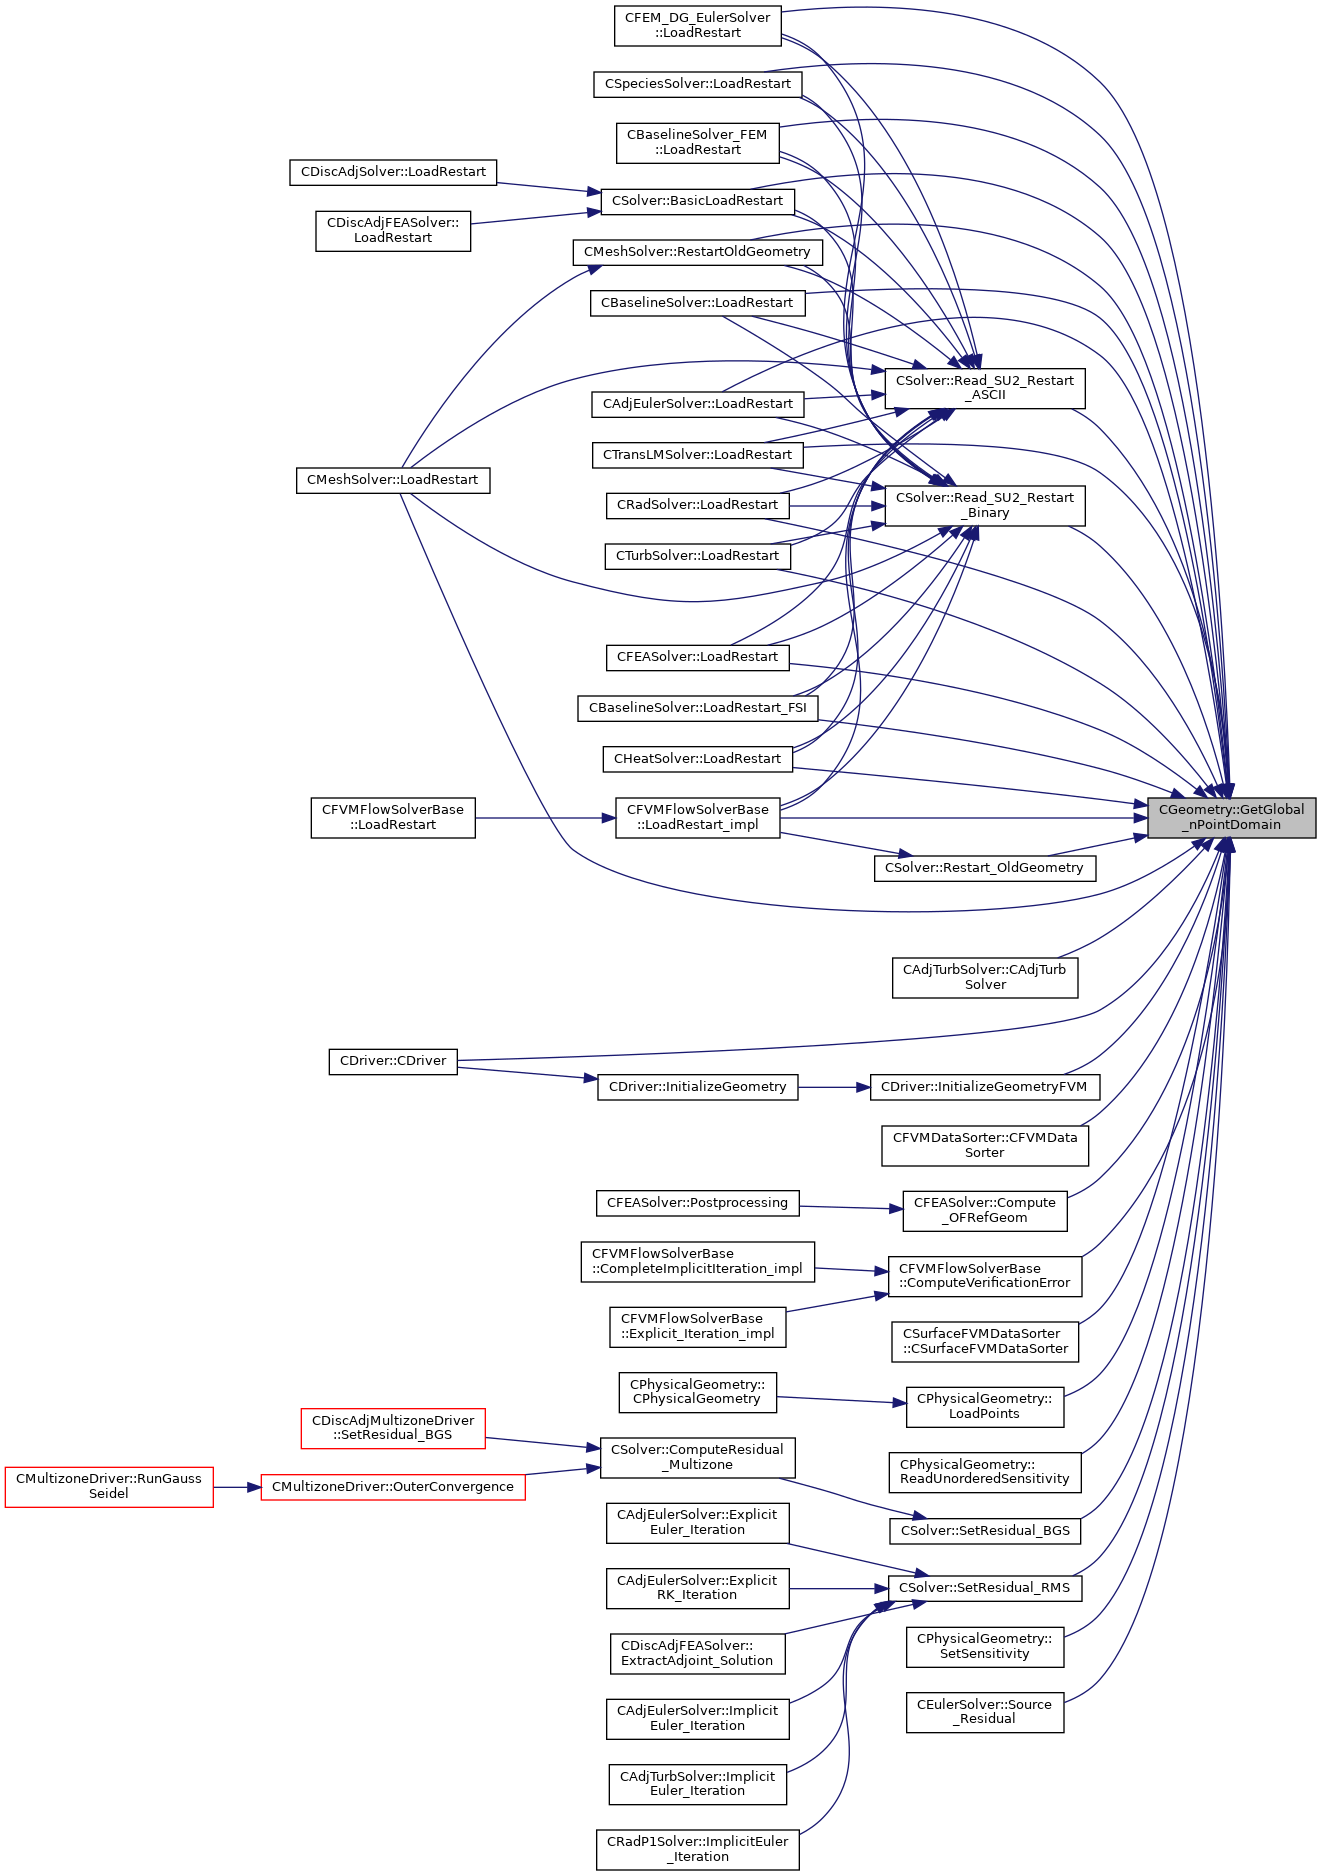 CFEM_DG_EulerSolver
::LoadRestart
CSpeciesSolver::LoadRestart
CBaselineSolver_FEM
::LoadRestart
CDiscAdjSolver::LoadRestart
CSolver::BasicLoadRestart
CDiscAdjFEASolver::
LoadRestart
CMeshSolver::RestartOldGeometry
CBaselineSolver::LoadRestart
CSolver::Read_SU2_Restart
_ASCII
CAdjEulerSolver::LoadRestart
CTransLMSolver::LoadRestart
CMeshSolver::LoadRestart
CSolver::Read_SU2_Restart
_Binary
CRadSolver::LoadRestart
CTurbSolver::LoadRestart
CFEASolver::LoadRestart
CBaselineSolver::LoadRestart_FSI
CHeatSolver::LoadRestart
CFVMFlowSolverBase
::LoadRestart
CFVMFlowSolverBase
::LoadRestart_impl
CGeometry::GetGlobal
_nPointDomain
CSolver::Restart_OldGeometry
CAdjTurbSolver::CAdjTurb
Solver
CDriver::CDriver
CDriver::InitializeGeometry
CDriver::InitializeGeometryFVM
CFVMDataSorter::CFVMData
Sorter
CFEASolver::Postprocessing
CFEASolver::Compute
_OFRefGeom
CFVMFlowSolverBase
::CompleteImplicitIteration_impl
CFVMFlowSolverBase
::ComputeVerificationError
CFVMFlowSolverBase
::Explicit_Iteration_impl
CSurfaceFVMDataSorter
::CSurfaceFVMDataSorter
CPhysicalGeometry::
CPhysicalGeometry
CPhysicalGeometry::
LoadPoints
CDiscAdjMultizoneDriver
::SetResidual_BGS
CSolver::ComputeResidual
_Multizone
CPhysicalGeometry::
ReadUnorderedSensitivity
CMultizoneDriver::RunGauss
Seidel
CMultizoneDriver::OuterConvergence
CAdjEulerSolver::Explicit
Euler_Iteration
CSolver::SetResidual_BGS
CAdjEulerSolver::Explicit
RK_Iteration
CSolver::SetResidual_RMS
CDiscAdjFEASolver::
ExtractAdjoint_Solution
CPhysicalGeometry::
SetSensitivity
CAdjEulerSolver::Implicit
Euler_Iteration
CEulerSolver::Source
_Residual
CAdjTurbSolver::Implicit
Euler_Iteration
CRadP1Solver::ImplicitEuler
_Iteration